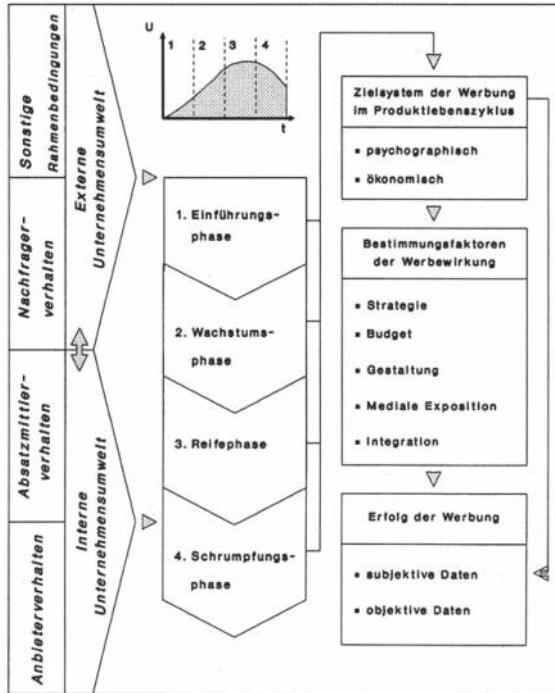 Sonstige
Rahmenbedingungen
Nachfrager-
verhalten
Absatzmittler-
verhalten
Anbieterverhalten
Externe
Unternehmensumwelt
Interne
Unternehmensumwelt
U
1 2 3 4
t
1. Einführungs-
phase
2. Wachstums-
phase
3. Reifephase
4. Schrumpfungs-
phase
Zielsystem der Werbung
im Produktlebenszyklus
▪ psychographisch
▪ ökonomisch
Bestimmungsfaktoren
der Werbewirkung
▪ Strategie
▪ Budget
▪ Gestaltung
▪ Mediale Exposition
▪ Integration
Erfolg der Werbung
▪ subjektive Daten
▪ objektive Daten